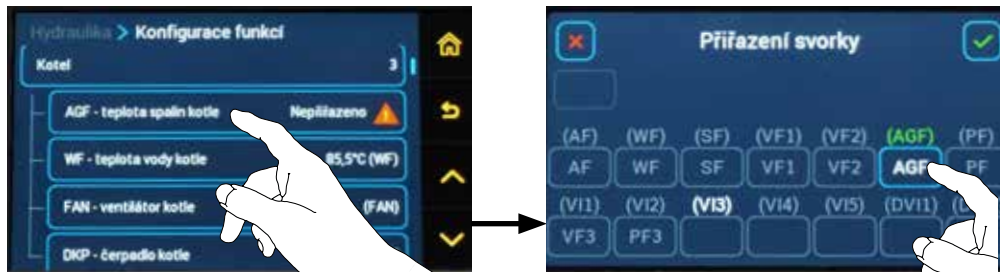 Hydraulika > Konfigurace funkcí
Kotel 3
AGF - teplota spalin kotle Nepřiřazeno
WF - teplota vody kotle 85,5°C (WF)
FAN - ventilátor kotle (FAN)
DKP - čerpadlo kotle
Přiřazení svorky
(AF) (WF) (SF) (VF1) (VF2) (AGF) (PF)
AF WF SF VF1 VF2 AGF PF
(VI1) (VI2) (VI3) (VI4) (VI5) (DVI1)
VF3 PF3